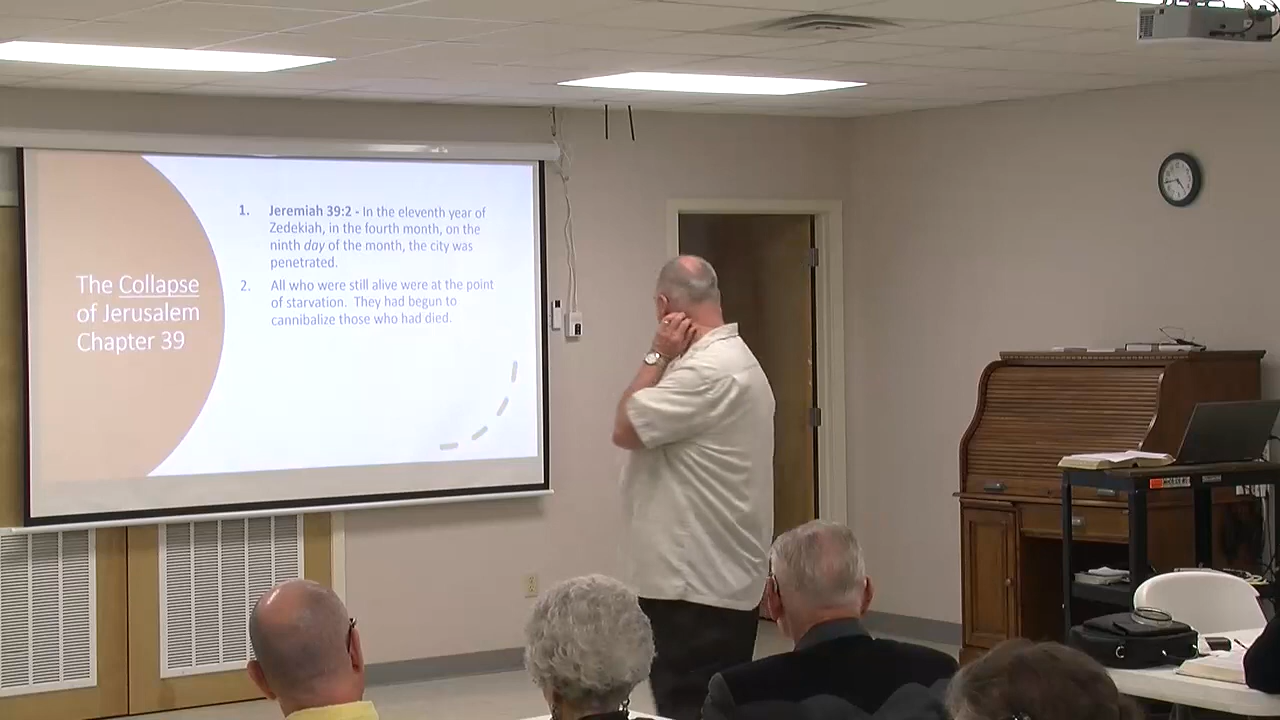 The Collapse
of Jerusalem
Chapter 39
1. Jeremiah 39:2 - In the eleventh year of
Zedekiah, in the fourth month, on the
ninth day of the month, the city was
penetrated.
2. All who were still alive were at the point
of starvation. They had begun to
cannibalize those who had died.